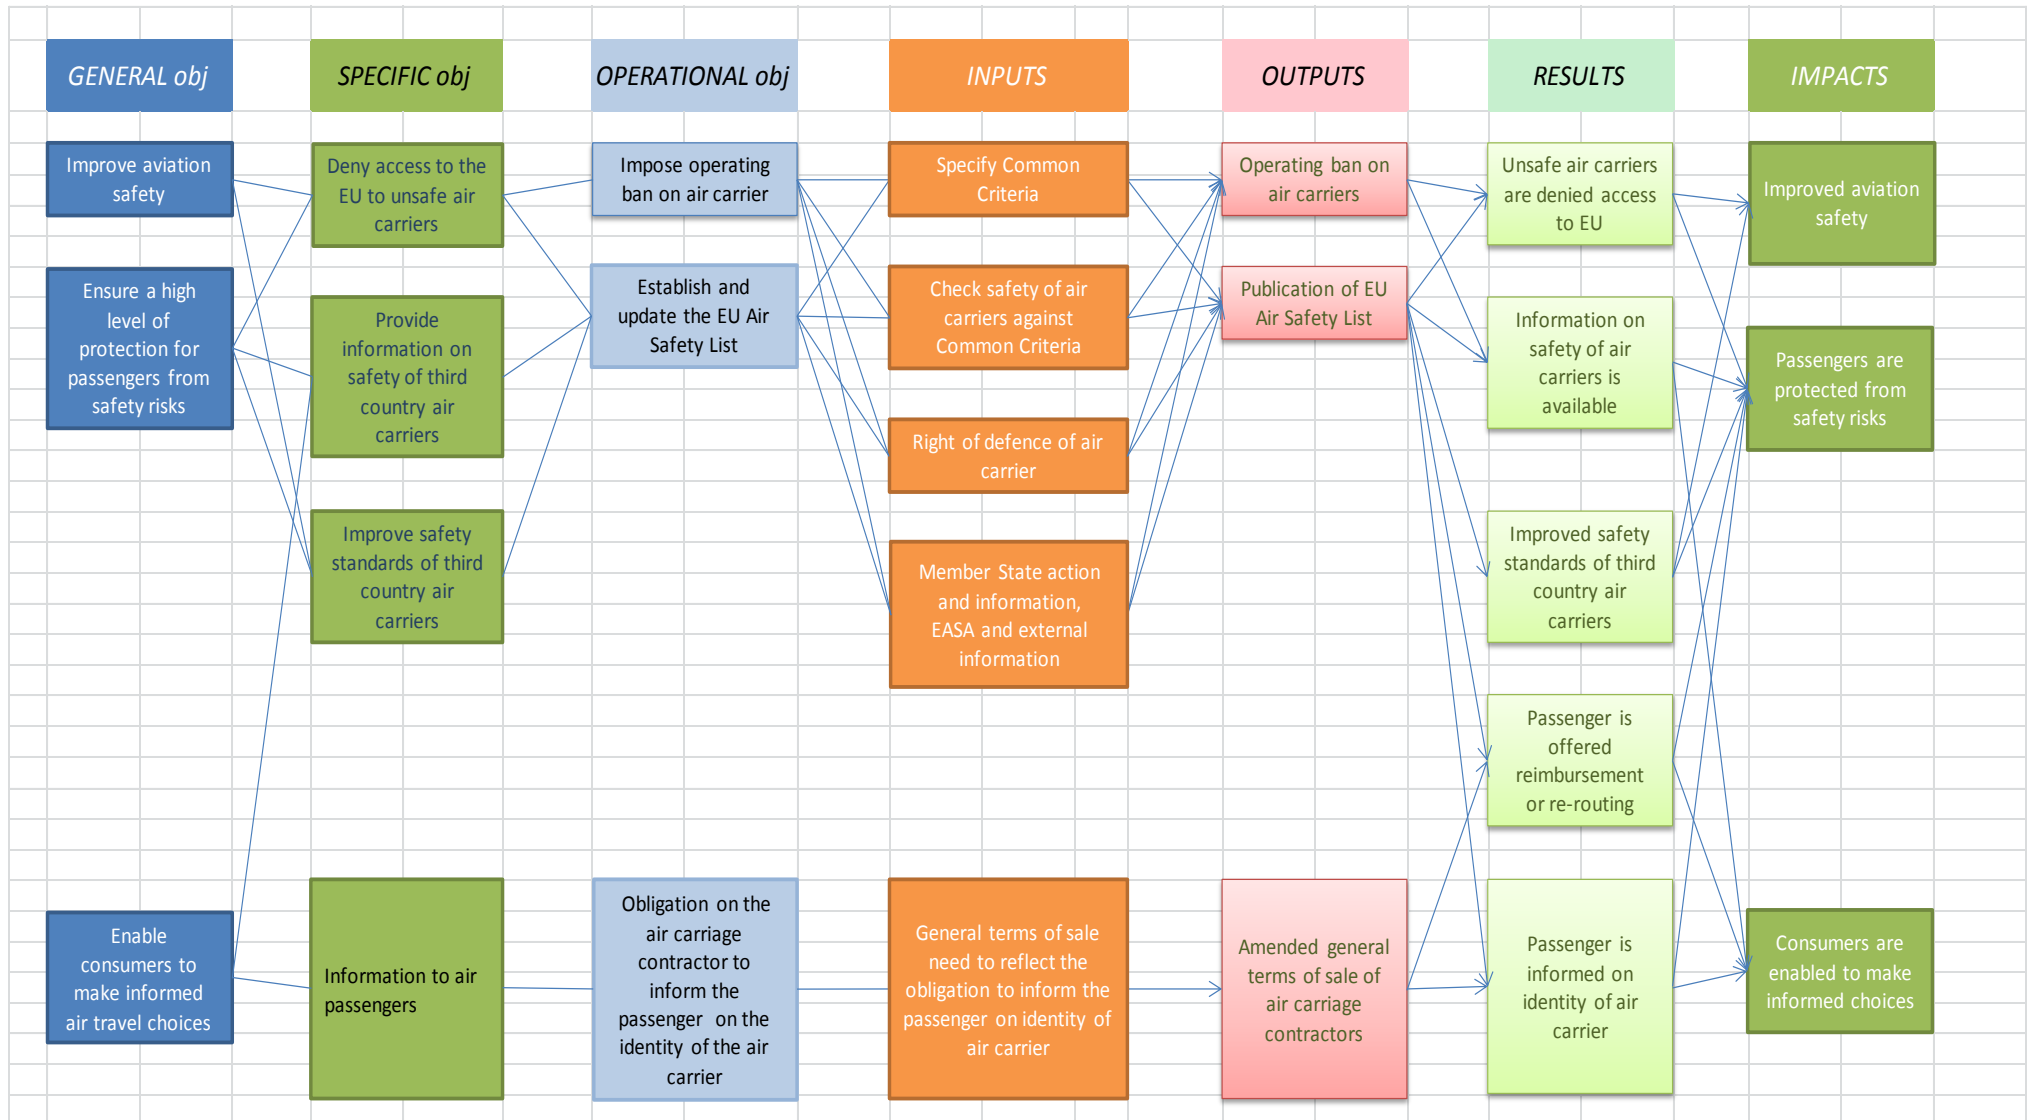 GENERAL obj
SPECIFIC obj
OPERATIONAL obj
INPUTS
OUTPUTS
RESULTS
IMPACTS
Improve aviation
safety
Ensure a high
level of
protection for
passengers from
safety risks
Enable
consumers to
make informed
air travel choices
Deny access to the
EU to unsafe air
carriers
Provide
information on
safety of third
country air
carriers
Improve safety
standards of third
country air
carriers
Information to air
passengers
Impose operating
ban on air carrier
Establish and
update the EU Air
Safety List
Obligation on the
air carriage
contractor to
inform the
passenger on the
identity of the air
carrier
Specify Common
Criteria
Check safety of air
carriers against
Common Criteria
Right of defence of air
carrier
Member State action
and information,
EASA and external
information
General terms of sale
need to reflect the
obligation to inform the
passenger on identity of
air carrier
Operating ban on
air carriers
Publication of EU
Air Safety List
Amended general
terms of sale of
air carriage
contractors
Unsafe air carriers
are denied access
to EU
Information on
safety of air
carriers is
available
Improved safety
standards of third
country air
carriers
Passenger is
offered
reimbursement
or re-routing
Passenger is
informed on
identity of air
carrier
Improved aviation
safety
Passengers are
protected from
safety risks
Consumers are
enabled to make
informed choices